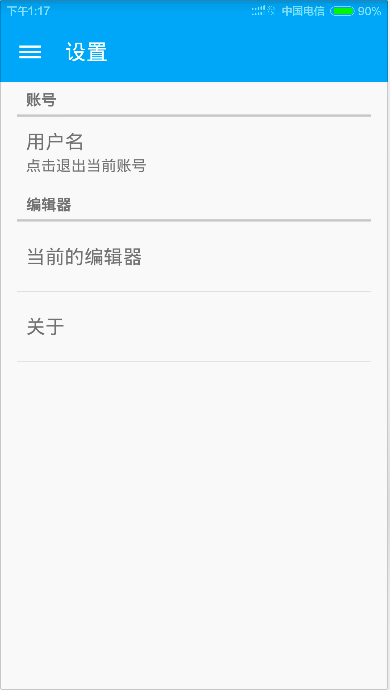 下午1:17 中国电信 90%
设置
账号
用户名
点击退出当前账号
编辑器
当前的编辑器
关于